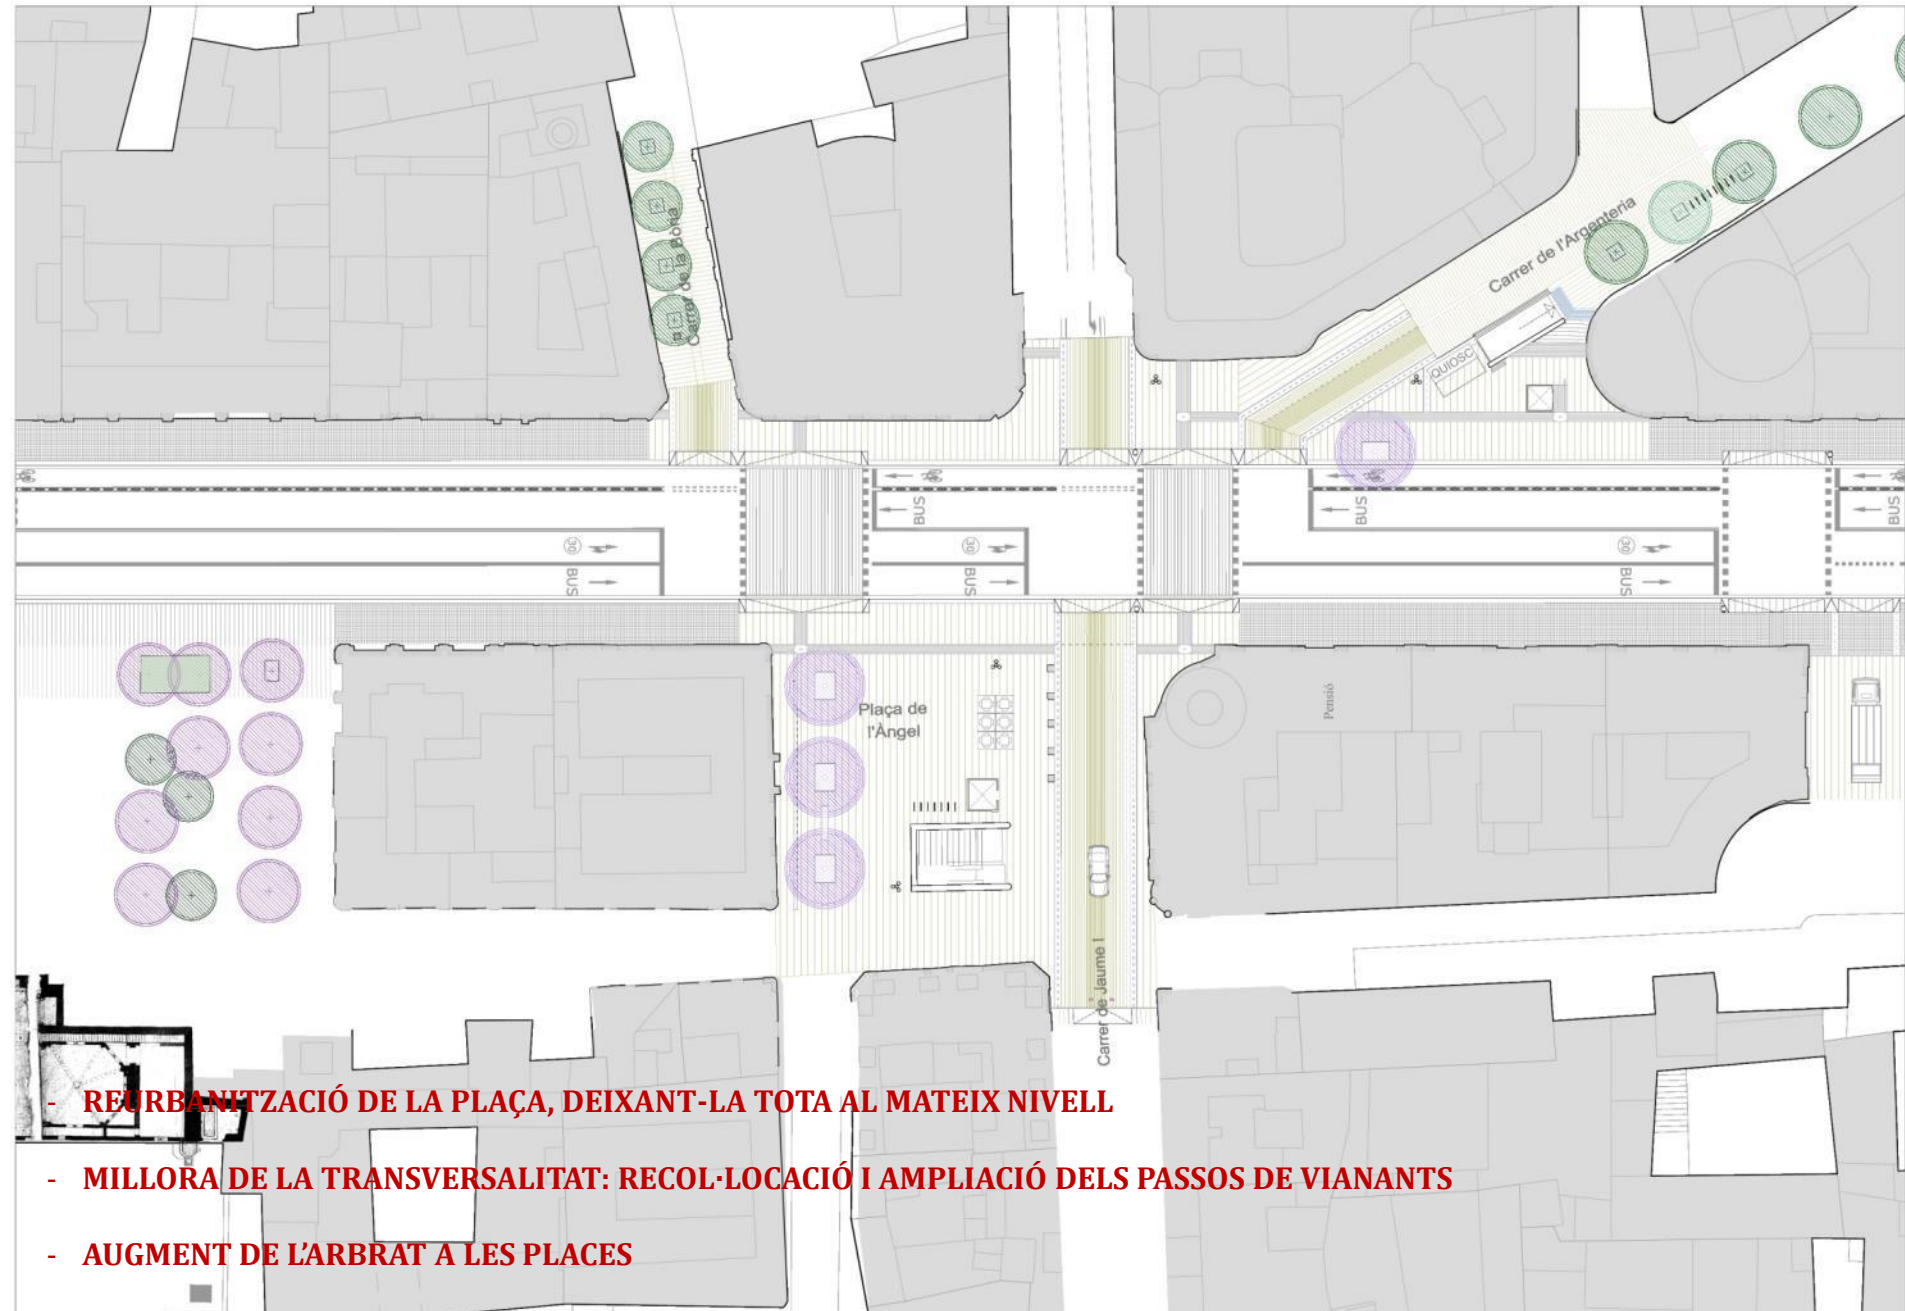 Carrer de la Bòria
Carrer de l'Argenteria
QUIOSC
BUS
BUS
BUS
30
30
30
BUS
BUS
BUS
Plaça de
l'Àngel
Pensió
Carrer de Jaume I
- REURBANITZACIÓ DE LA PLAÇA, DEIXANT-LA TOTA AL MATEIX NIVELL
- MILLORA DE LA TRANSVERSALITAT: RECOL·LOCACIÓ I AMPLIACIÓ DELS PASSOS DE VIANANTS
- AUGMENT DE L'ARBRAT A LES PLACES